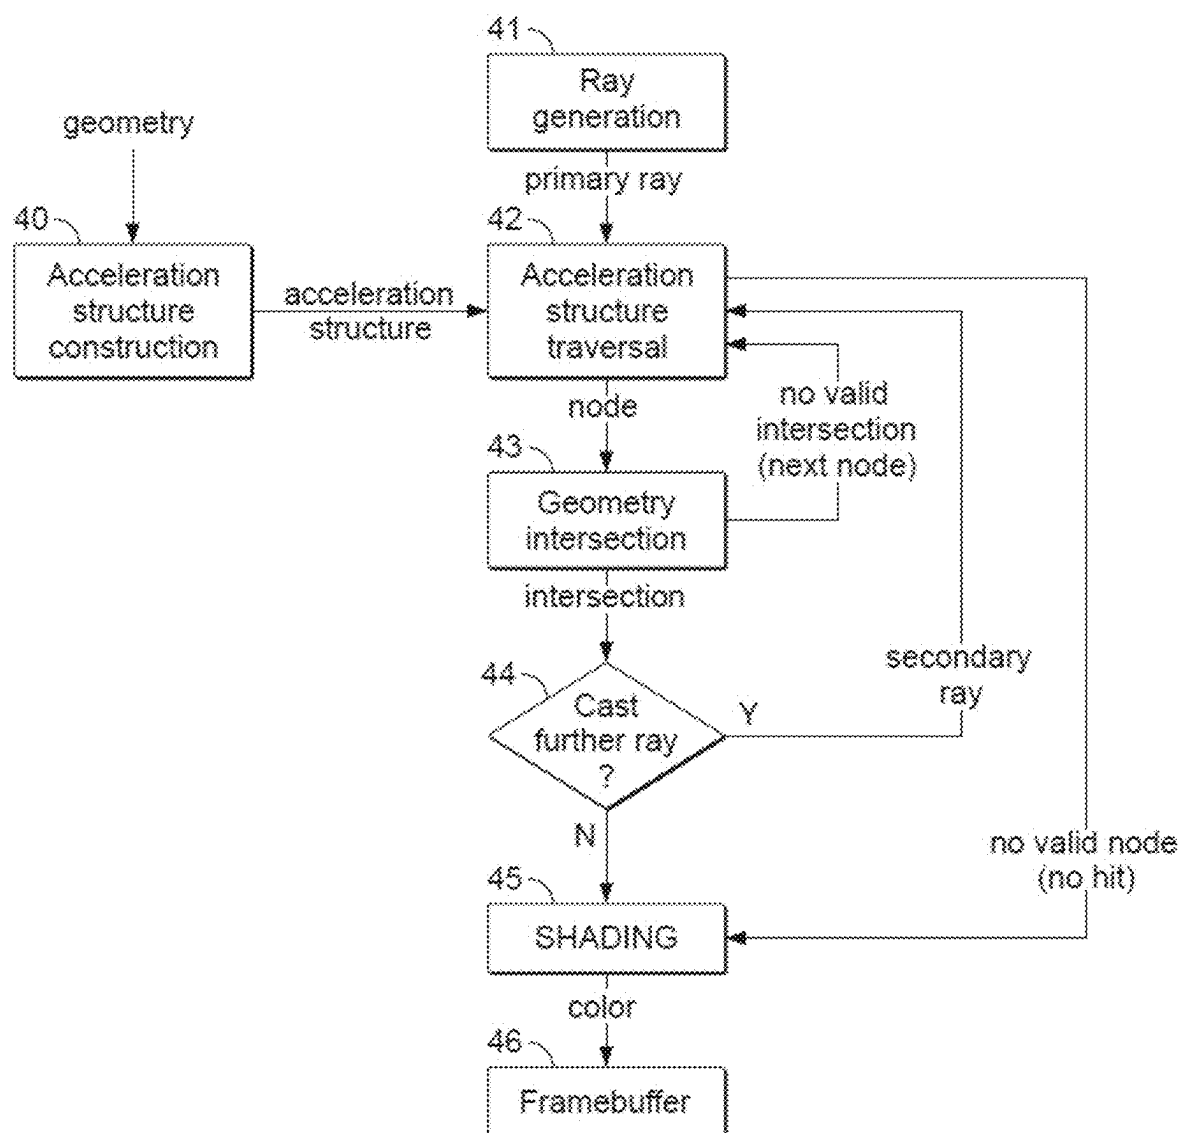 41
Ray
generation
geometry
primary ray
40
42
Acceleration
structure
construction
acceleration
structure
Acceleration
structure
traversal
node
no valid
intersection
(next node)
43
Geometry
intersection
intersection
secondary
ray
44
Cast
further ray
?
Y
N
no valid node
(no hit)
45
SHADING
color
46
Framebuffer